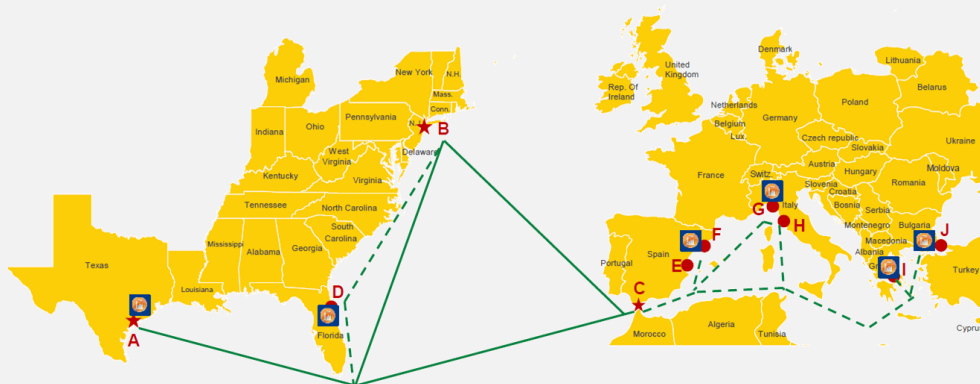 Michigan
New York
N.H.
Mass.
Conn.
Pennsylvania
N.
B
Ohio
Indiana
Delaware
West
Virginia
Virginia
Kentucky
Tennessee
North Carolina
South
Carolina
Mississippi
Alabama
Georgia
Texas
Louisiana
D
Florida
A
Denmark
Lithuania
United
Kingdom
Rep. Of
Ireland
Belarus
Netherlands
Poland
Belgium
Germany
Lux.
Czech republic
Slovakia
Ukraine
Austria
Hungary
Moldova
France
Switz.
Slovenia
Croatia
Romania
G
Italy
Bosnia
Serbia
H
Montenegro
Bulgaria
J
F
Macedonia
Portugal
Spain
Albania
E
I
Turkey
C
Morocco
Algeria
Tunisia
Cypru